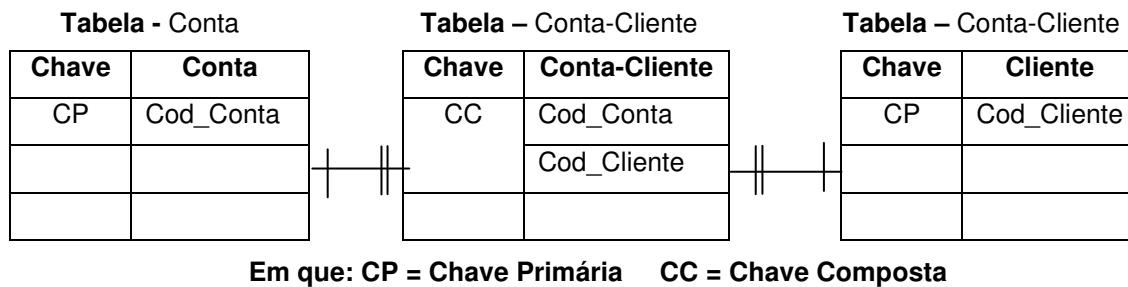 Tabela - Conta Tabela – Conta-Cliente Tabela – Conta-Cliente
Chave Conta Chave Conta-Cliente Chave Cliente
CP Cod_Conta CC Cod_Conta CP Cod_Cliente
Cod_Cliente
Em que: CP = Chave Primária CC = Chave Composta